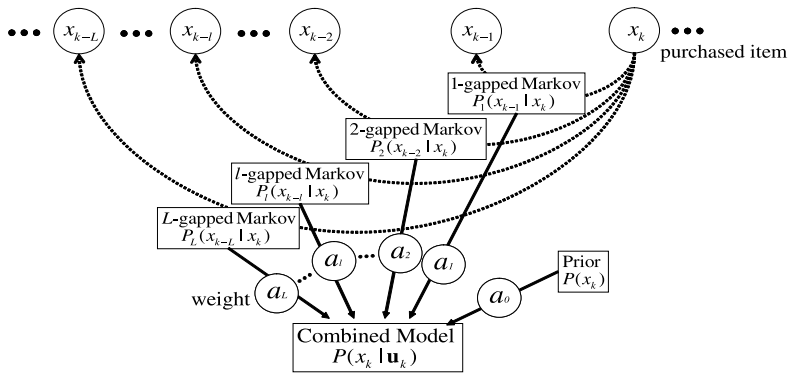 ••• x_{k-L} ••• x_{k-l} ••• x_{k-2} x_{k-1} x_k •••
purchased item
1-gapped Markov
P_1(x_{k-1} | x_k)
2-gapped Markov
P_2(x_{k-2} | x_k)
l-gapped Markov
P_l(x_{k-l} | x_k)
L-gapped Markov
P_L(x_{k-L} | x_k)
a_L ••• a_l ••• a_2 a_1 a_0
weight
Prior
P(x_k)
Combined Model
P(x_k | u_k)